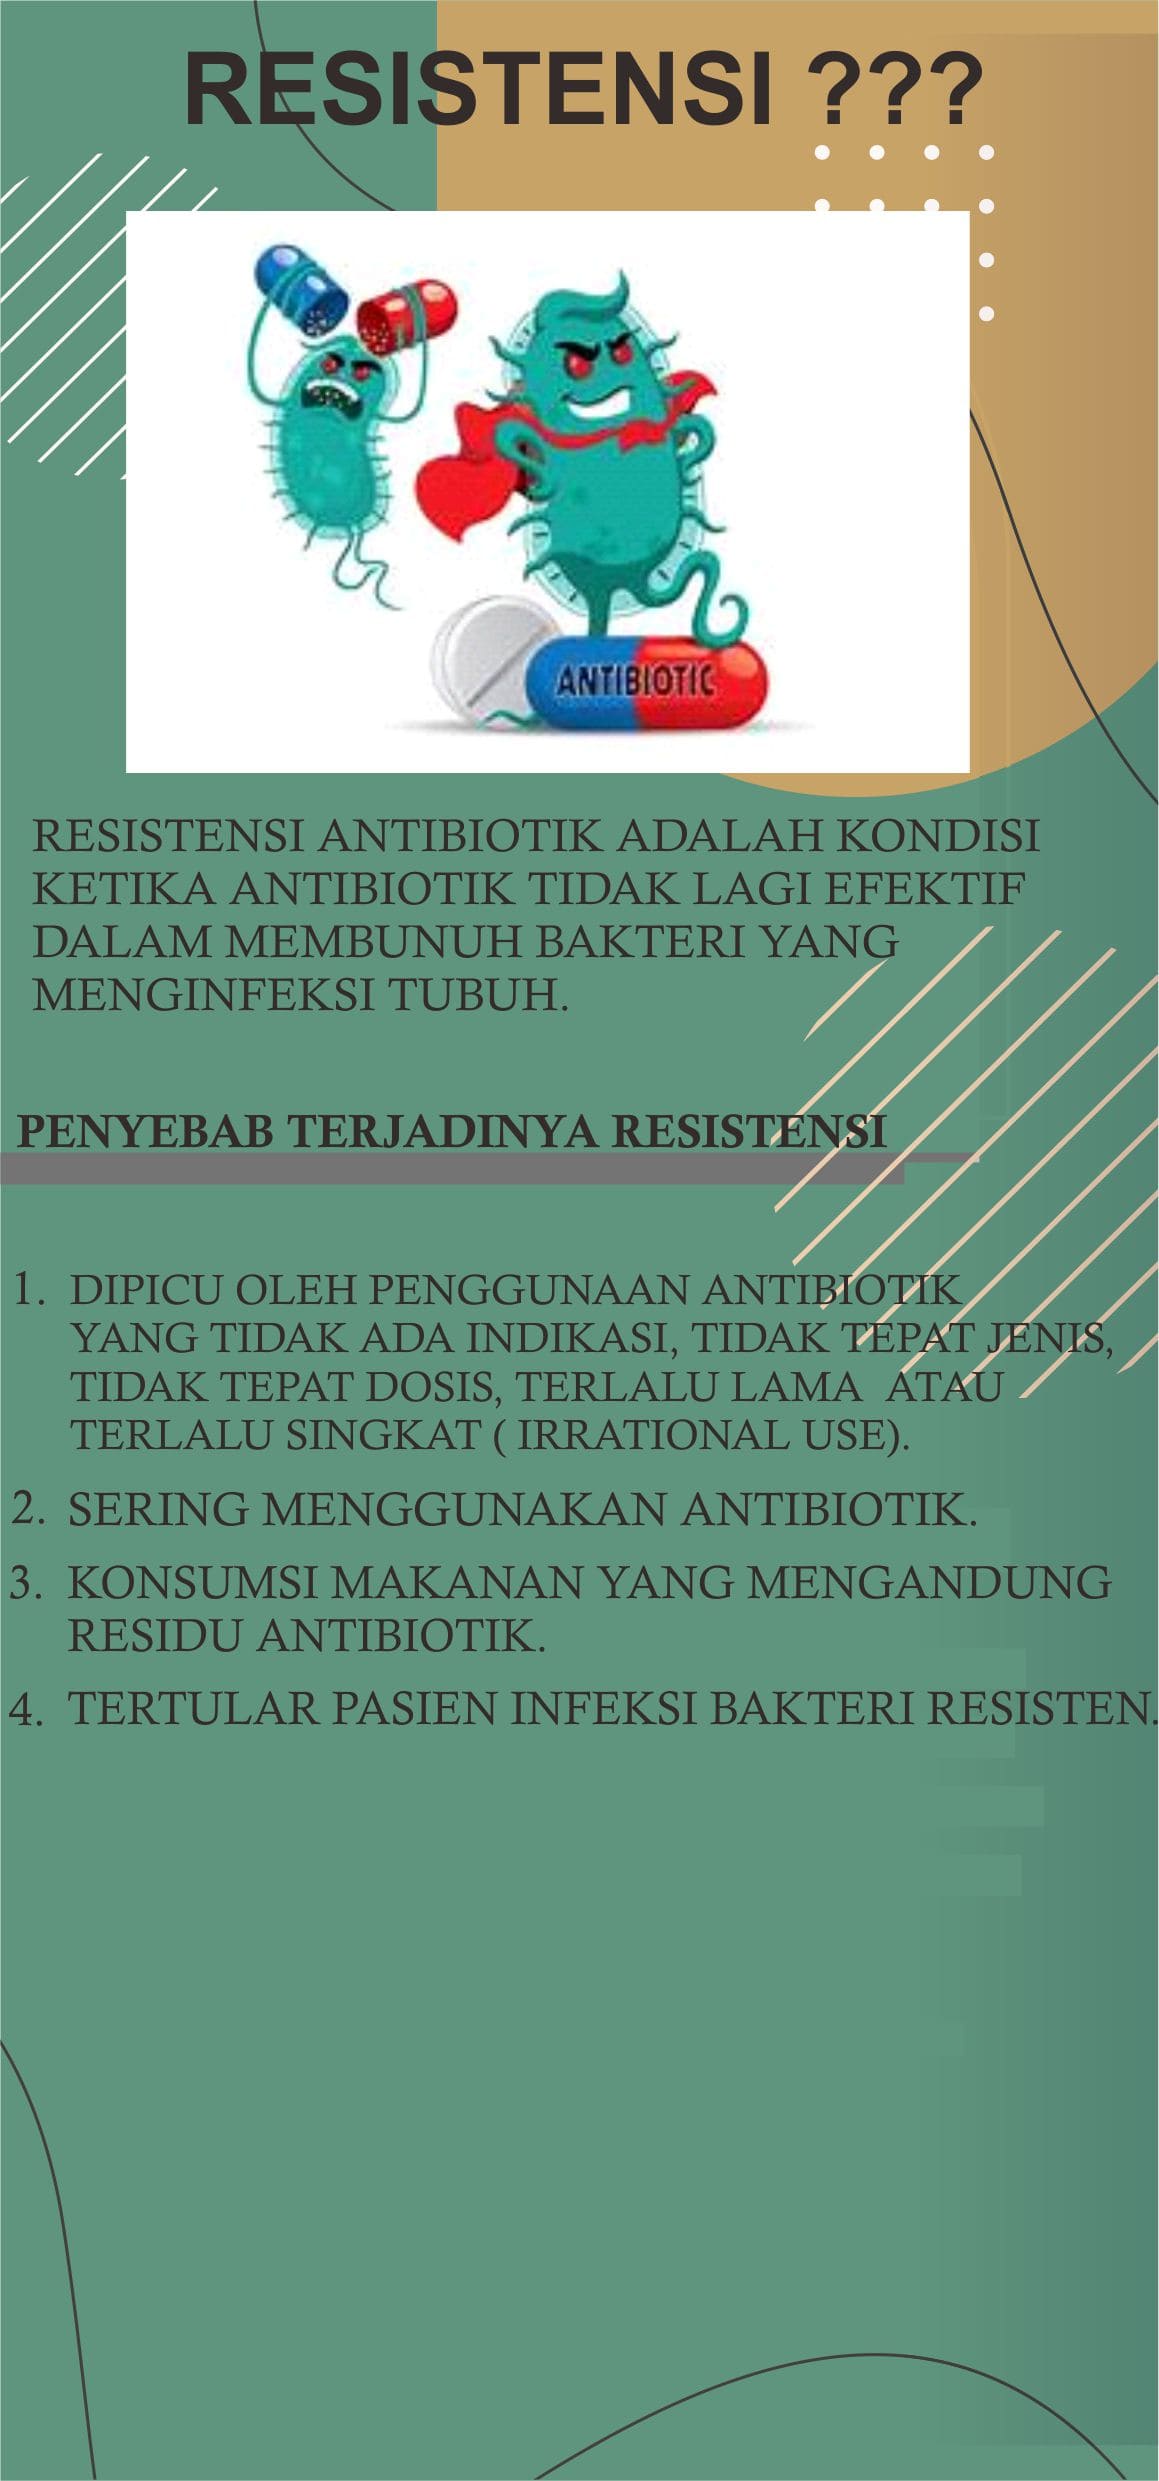 RESISTENSI ???
ANTIBIOTIC
RESISTENSI ANTIBIOTIK ADALAH KONDISI
KETIKA ANTIBIOTIK TIDAK LAGI EFEKTIF
DALAM MEMBUNUH BAKTERI YANG
MENGINFEKSI TUBUH.
PENYEBAB TERJADINYA RESISTENSI
1. DIPICU OLEH PENGGUNAAN ANTIBIOTIK
YANG TIDAK ADA INDIKASI, TIDAK TEPAT JENIS,
TIDAK TEPAT DOSIS, TERLALU LAMA ATAU
TERLALU SINGKAT ( IRRATIONAL USE).
2. SERING MENGGUNAKAN ANTIBIOTIK.
3. KONSUMSI MAKANAN YANG MENGANDUNG
RESIDU ANTIBIOTIK.
4. TERTULAR PASIEN INFEKSI BAKTERI RESISTEN.